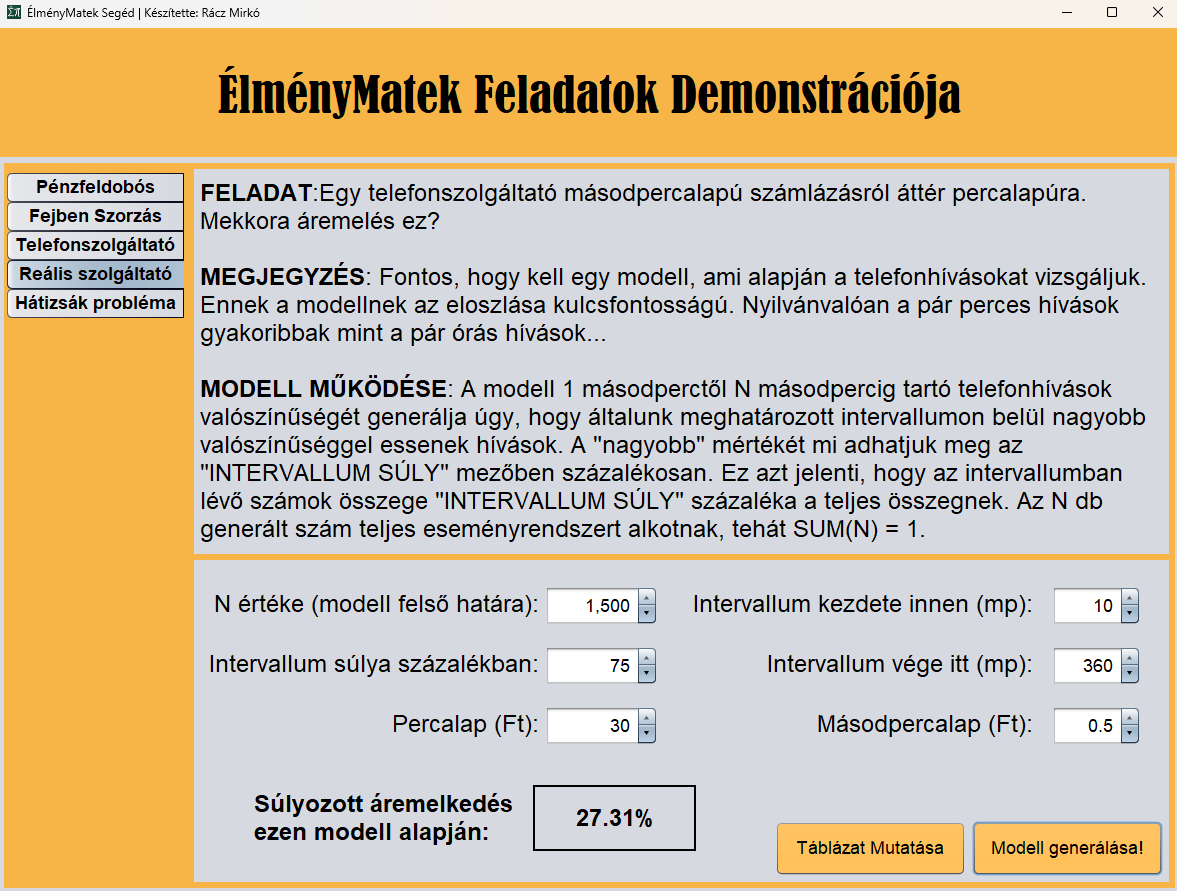 ÉlményMatek Segéd | Készítette: Rácz Mirkó
ÉlményMatek Feladatok Demonstrációja
Pénzfeldobós
Fejben Szorzás
Telefonszolgáltató
Reális szolgáltató
Hátizsák probléma
FELADAT:Egy telefonszolgáltató másodpercalapú számlázásról áttér percalapúra.
Mekkora áremelés ez?
MEGJEGYZÉS: Fontos, hogy kell egy modell, ami alapján a telefonhívásokat vizsgáljuk.
Ennek a modellnek az eloszlása kulcsfontosságú. Nyilvánvalóan a pár perces hívások
gyakoribbak mint a pár órás hívások...
MODELL MŰKÖDÉSE: A modell 1 másodperctől N másodpercig tartó telefonhívások
valószínűségét generálja úgy, hogy általunk meghatározott intervallumon belül nagyobb
valószínűséggel essenek hívások. A "nagyobb" mértékét mi adhatjuk meg az
"INTERVALLUM SÚLY" mezőben százalékosan. Ez azt jelenti, hogy az intervallumban
lévő számok összege "INTERVALLUM SÚLY" százaléka a teljes összegnek. Az N db
generált szám teljes eseményrendszert alkotnak, tehát SUM(N) = 1.
N értéke (modell felső határa): 1,500 Intervallum kezdete innen (mp): 10
Intervallum súlya százalékban: 75 Intervallum vége itt (mp): 360
Percalap (Ft): 30 Másodpercalap (Ft): 0.5
Súlyozott áremelkedés
ezen modell alapján:
27.31%
Táblázat Mutatása
Modell generálása!